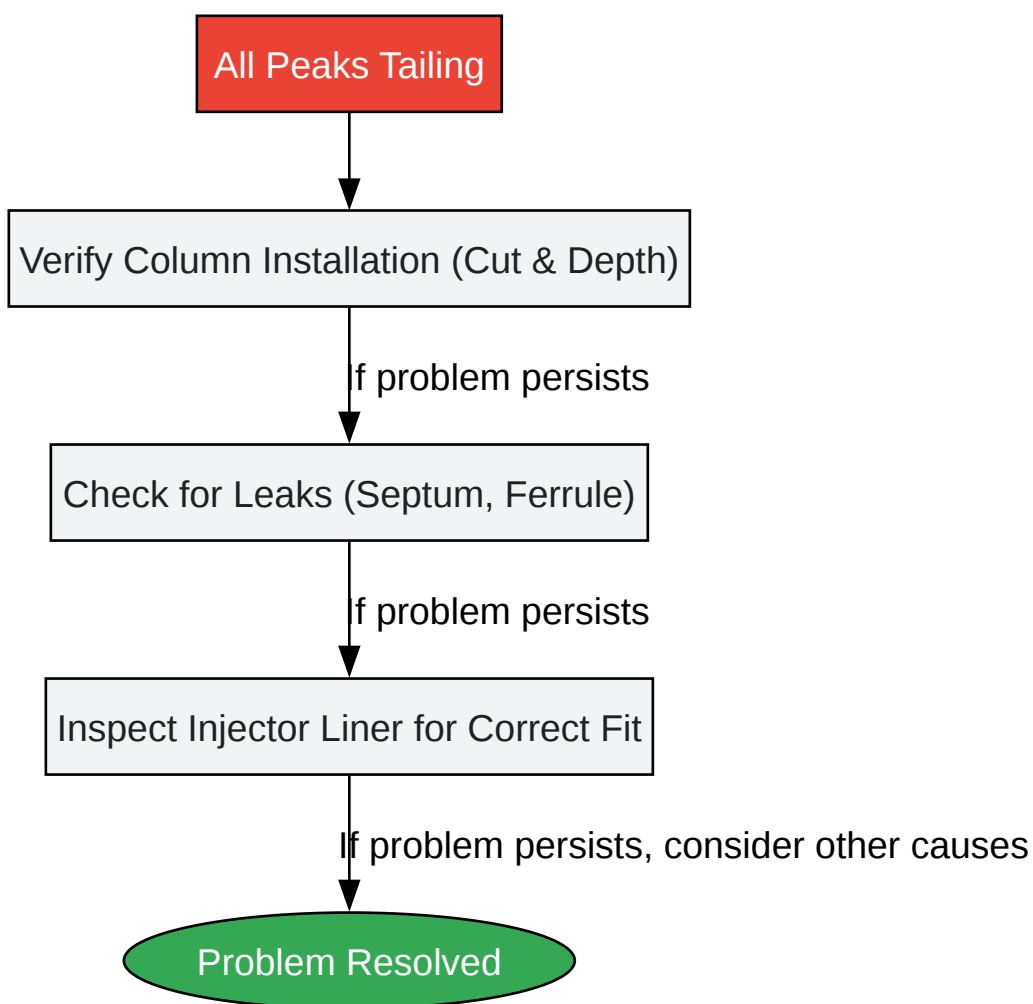 All Peaks Tailing
Verify Column Installation (Cut & Depth)
If problem persists
Check for Leaks (Septum, Ferrule)
If problem persists
Inspect Injector Liner for Correct Fit
If problem persists, consider other causes
Problem Resolved